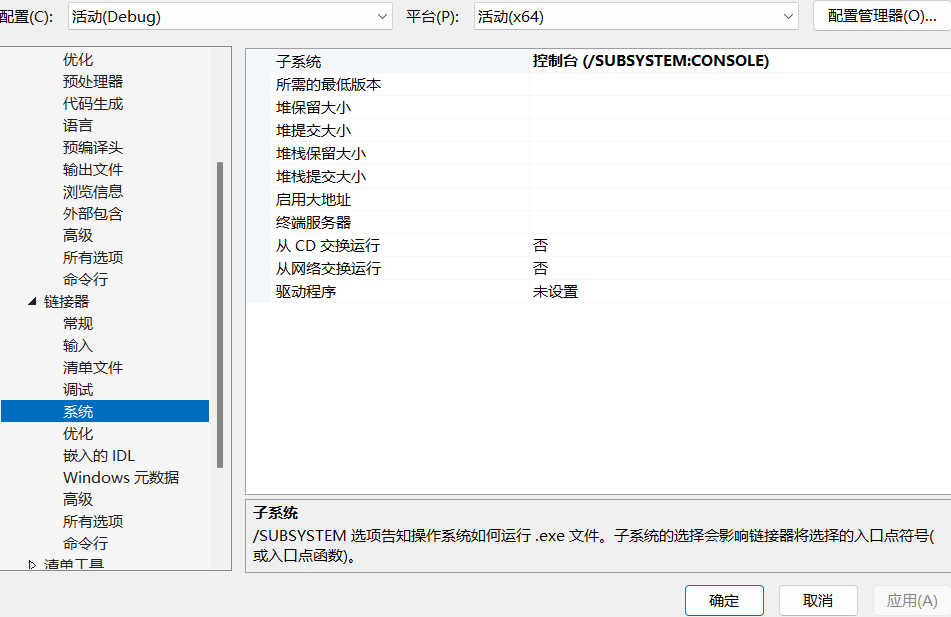 配置(C): 活动(Debug) 平台(P): 活动(x64) 配置管理器(O)...
优化
预处理器
代码生成
语言
预编译头
输出文件
浏览信息
外部包含
高级
所有选项
命令行
链接器
常规
输入
清单文件
调试
系统
优化
嵌入的 IDL
Windows 元数据
高级
所有选项
命令行
清单工具
子系统 控制台 (/SUBSYSTEM:CONSOLE)
所需的最低版本
堆保留大小
堆提交大小
堆栈保留大小
堆栈提交大小
启用大地址
终端服务器
从 CD 交换运行 否
从网络交换运行 否
驱动程序 未设置
子系统
/SUBSYSTEM 选项告知操作系统如何运行 .exe 文件。子系统的选择会影响链接器将选择的入口点符号(
或入口点函数)。
确定 取消 应用(A)